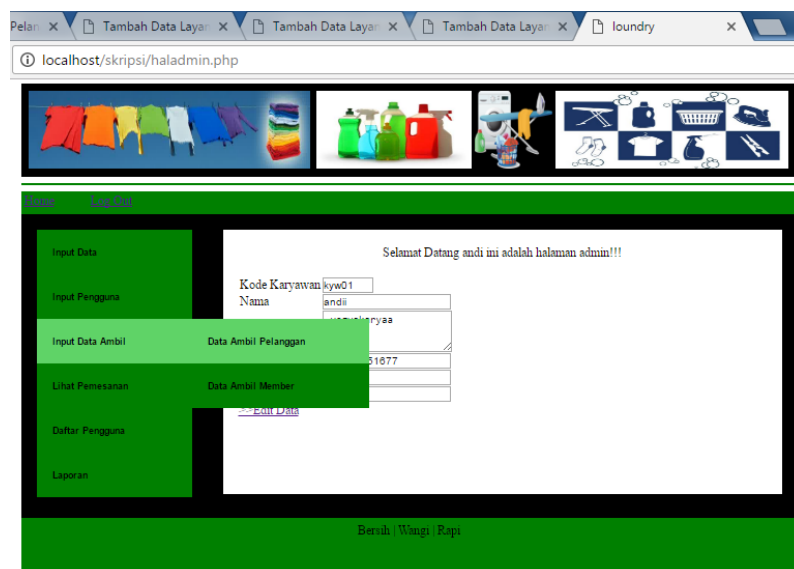 Pelan
Tambah Data Layan
Tambah Data Layan
Tambah Data Layan
loundry
localhost/skripsi/haladmin.php
Home Log Out
Input Data
Input Pengguna
Input Data Ambil
Lihat Pemesanan
Daftar Pengguna
Laporan
Data Ambil Pelanggan
Data Ambil Member
Selamat Datang andi ini adalah halaman admin!!!
Kode Karyawan kyw01
Nama andii
51677
>>Edit Data
Bersih | Wangi | Rapi